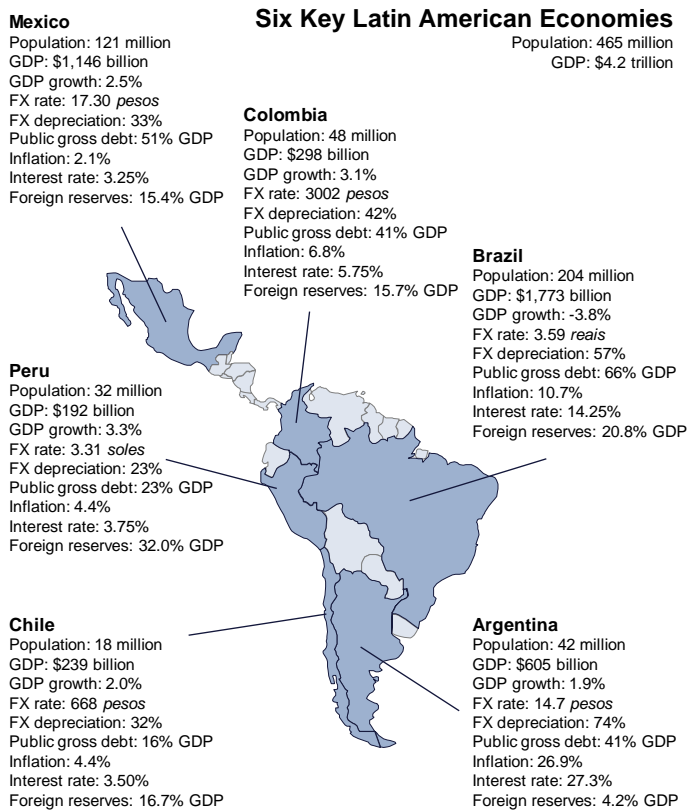 Six Key Latin American Economies
Population: 465 million
GDP: $4.2 trillion
Mexico
Population: 121 million
GDP: $1,146 billion
GDP growth: 2.5%
FX rate: 17.30 pesos
FX depreciation: 33%
Public gross debt: 51% GDP
Inflation: 2.1%
Interest rate: 3.25%
Foreign reserves: 15.4% GDP
Colombia
Population: 48 million
GDP: $298 billion
GDP growth: 3.1%
FX rate: 3002 pesos
FX depreciation: 42%
Public gross debt: 41% GDP
Inflation: 6.8%
Interest rate: 5.75%
Foreign reserves: 15.7% GDP
Brazil
Population: 204 million
GDP: $1,773 billion
GDP growth: -3.8%
FX rate: 3.59 reais
FX depreciation: 57%
Public gross debt: 66% GDP
Inflation: 10.7%
Interest rate: 14.25%
Foreign reserves: 20.8% GDP
Peru
Population: 32 million
GDP: $192 billion
GDP growth: 3.3%
FX rate: 3.31 soles
FX depreciation: 23%
Public gross debt: 23% GDP
Inflation: 4.4%
Interest rate: 3.75%
Foreign reserves: 32.0% GDP
Chile
Population: 18 million
GDP: $239 billion
GDP growth: 2.0%
FX rate: 668 pesos
FX depreciation: 32%
Public gross debt: 16% GDP
Inflation: 4.4%
Interest rate: 3.50%
Foreign reserves: 16.7% GDP
Argentina
Population: 42 million
GDP: $605 billion
GDP growth: 1.9%
FX rate: 14.7 pesos
FX depreciation: 74%
Public gross debt: 41% GDP
Inflation: 26.9%
Interest rate: 27.3%
Foreign reserves: 4.2% GDP